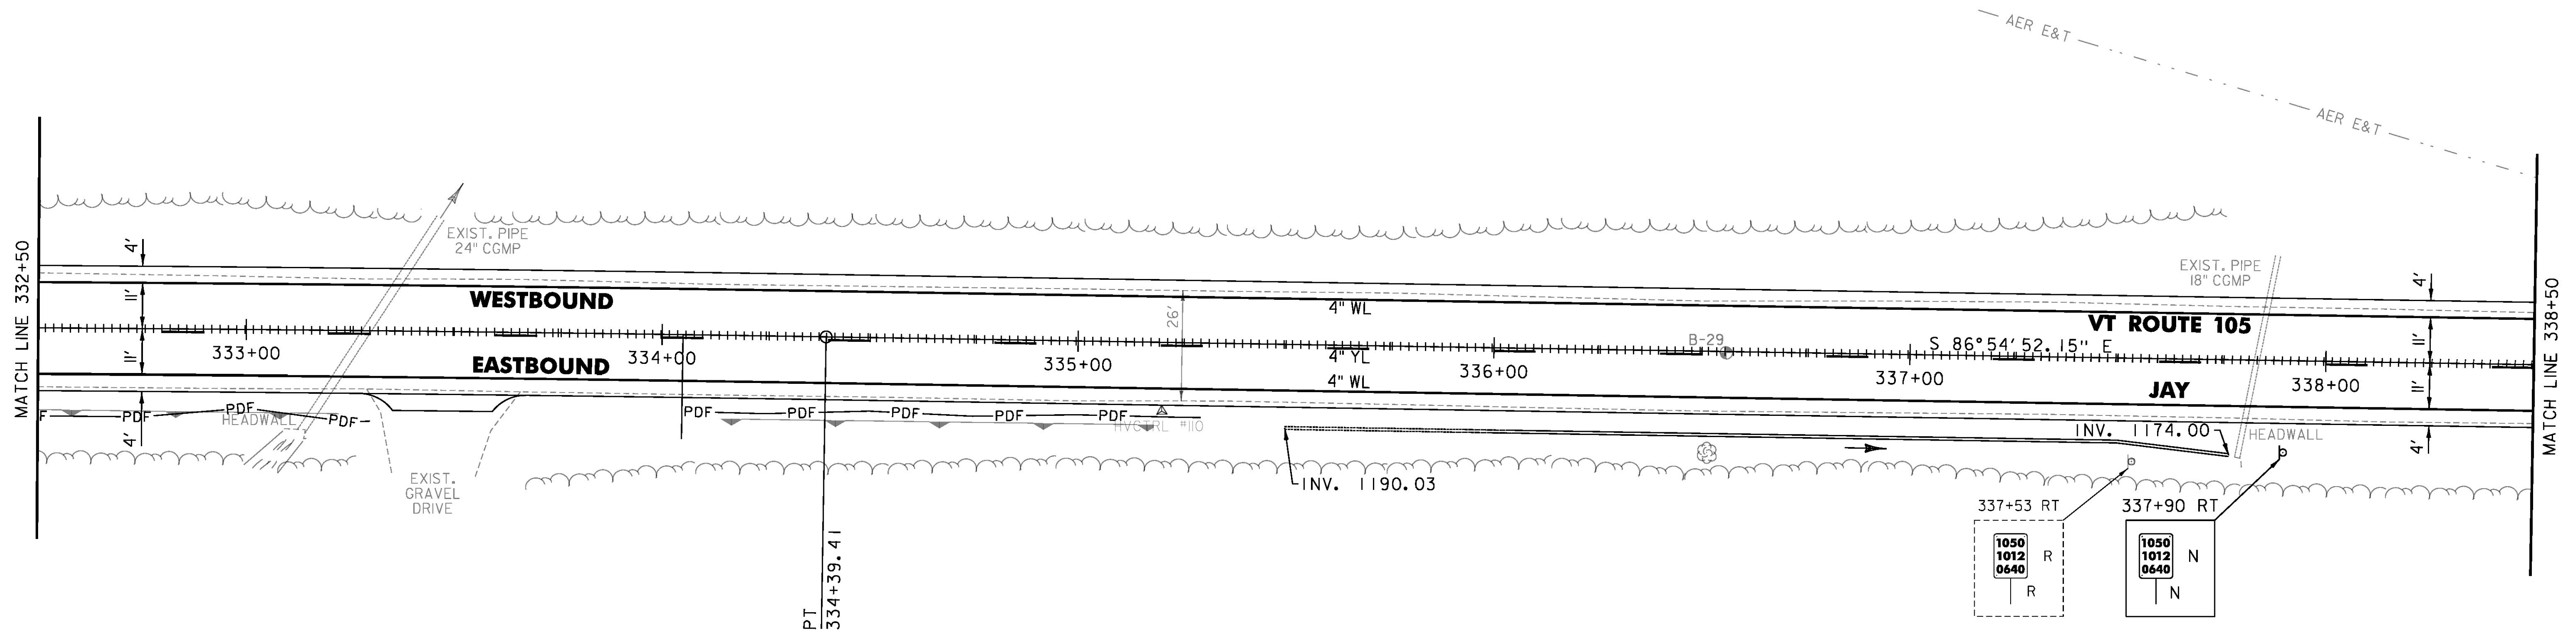 AER E&T
AER E&T
MATCH LINE 332+50
MATCH LINE 338+50
EXIST. PIPE
24" CGMP
EXIST. PIPE
18" CGMP
4'
11'
11'
4'
WESTBOUND
EASTBOUND
26'
4" WL
4" YL
4" WL
B-29
VT ROUTE 105
S 86°54'52.15" E
JAY
4'
11'
11'
4'
333+00
334+00
335+00
336+00
337+00
338+00
PDF
PDF
PDF
HEADWALL
PDF
PDF
PDF
PDF
PDF
HVCTRL #110
INV. 1174.00
HEADWALL
INV. 1190.03
EXIST.
GRAVEL
DRIVE
PT
334+39.41
337+53 RT
1050
1012
0640
R
R
337+90 RT
1050
1012
0640
N
N